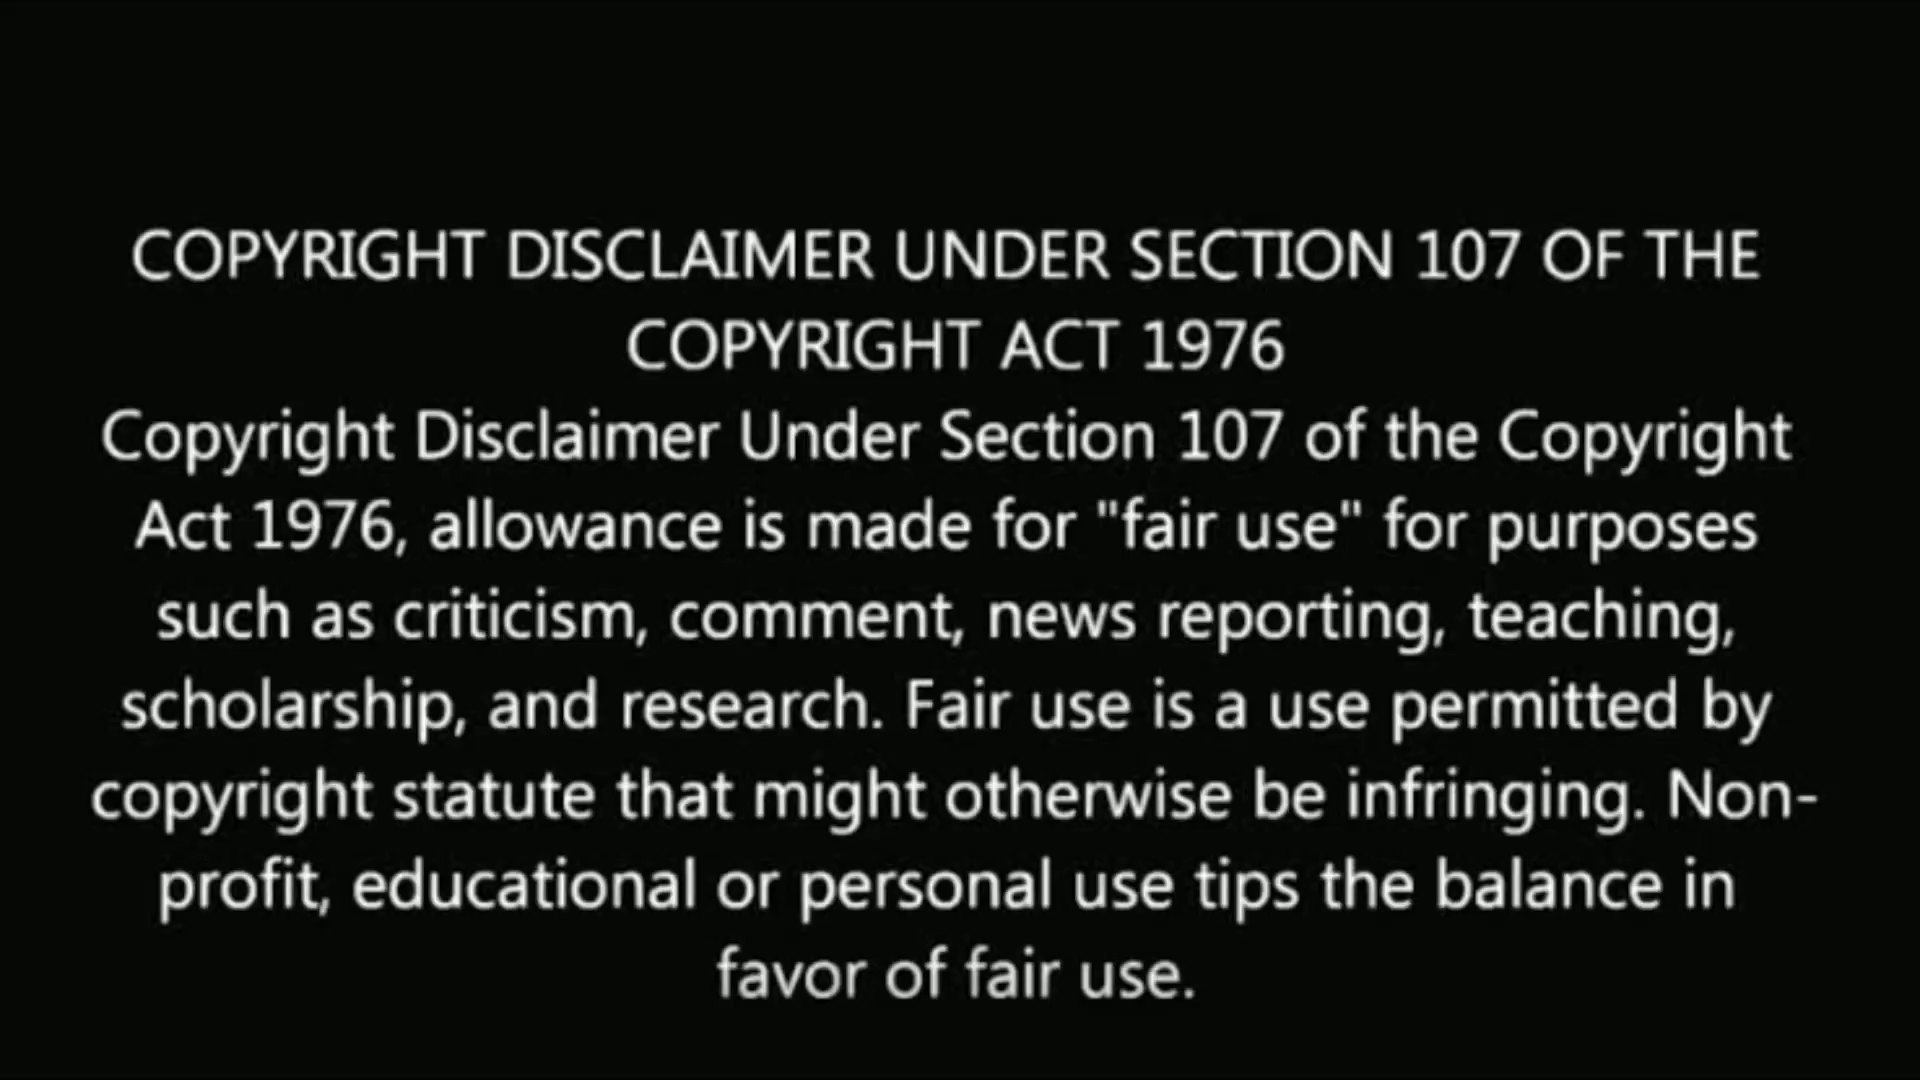 COPYRIGHT DISCLAIMER UNDER SECTION 107 OF THE
COPYRIGHT ACT 1976
Copyright Disclaimer Under Section 107 of the Copyright
Act 1976, allowance is made for "fair use" for purposes
such as criticism, comment, news reporting, teaching,
scholarship, and research. Fair use is a use permitted by
copyright statute that might otherwise be infringing. Non-
profit, educational or personal use tips the balance in
favor of fair use.